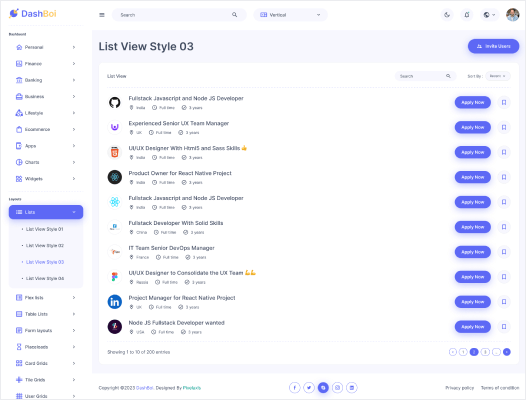 DashBoi
Search
Vertical
Dashboard
Personal
Finance
Banking
Business
Lifestyle
Ecommerce
Apps
Charts
Widgets
Layouts
Lists
List View Style 01
List View Style 02
List View Style 03
List View Style 04
Flex lists
Table Lists
Form layouts
Card Grids
Tile Grids
User Grids
List View Style 03
Invite Users
List View
Search
Sort By :
Recent
Fullstack Javascript and Node JS Developer
India Full time 3 years
Apply Now
Experienced Senior UX Team Manager
UK Full time 3 years
Apply Now
UI/UX Designer With Html5 and Sass Skills 👍
India Full time 3 years
Apply Now
Product Owner for React Native Project
India Full time 3 years
Apply Now
Fullstack Javascript and Node JS Developer
India Full time 3 years
Apply Now
Fullstack Developer With Solid Skills
China Full time 3 years
Apply Now
IT Team Senior DevOps Manager
France Full time 3 years
Apply Now
UI/UX Designer to Consolidate the UX Team 💪💪
Russia Full time 3 years
Apply Now
Project Manager for React Native Project
UK Full time 3 years
Apply Now
Node JS Fullstack Developer wanted
USA Full time 3 years
Apply Now
Showing 1 to 10 of 200 entries
1 2 3
Copyright ©2023 DashBoi Designed By Pixelaxis
Privacy policy Terms of condition